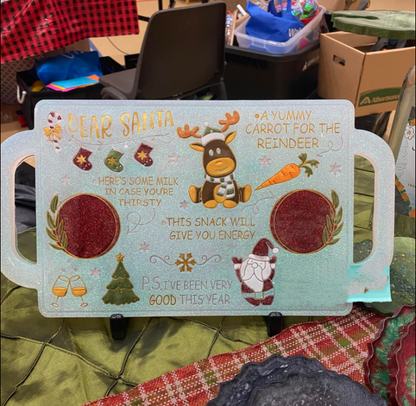 DEAR SANTA
A YUMMY
CARROT FOR THE
REINDEER
HERE'S SOME MILK
IN CASE YOU'RE
THIRSTY
THIS SNACK WILL
GIVE YOU ENERGY
P.S. I'VE BEEN VERY
GOOD THIS YEAR